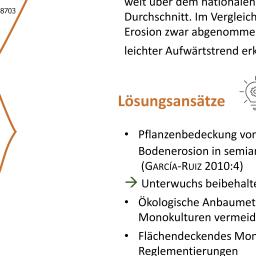 8703
weit über dem nationalen
Durchschnitt. Im Vergleich
Erosion zwar abgenomme
leichter Aufwärtstrend erk
Lösungsansätze
• Pflanzenbedeckung vor
Bodenerosion in semiar
(GARCÍA-RUIZ 2010:4)
→ Unterwuchs beibehalte
• Ökologische Anbaumet
Monokulturen vermeid
• Flächendeckendes Mon
Reglementierungen